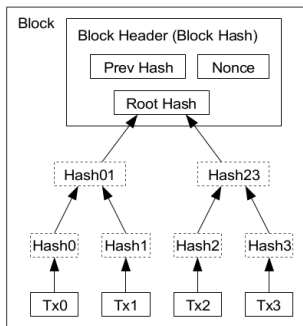 Block
Block Header (Block Hash)
Prev Hash
Nonce
Root Hash
Hash01
Hash23
Hash0
Hash1
Hash2
Hash3
Tx0
Tx1
Tx2
Tx3